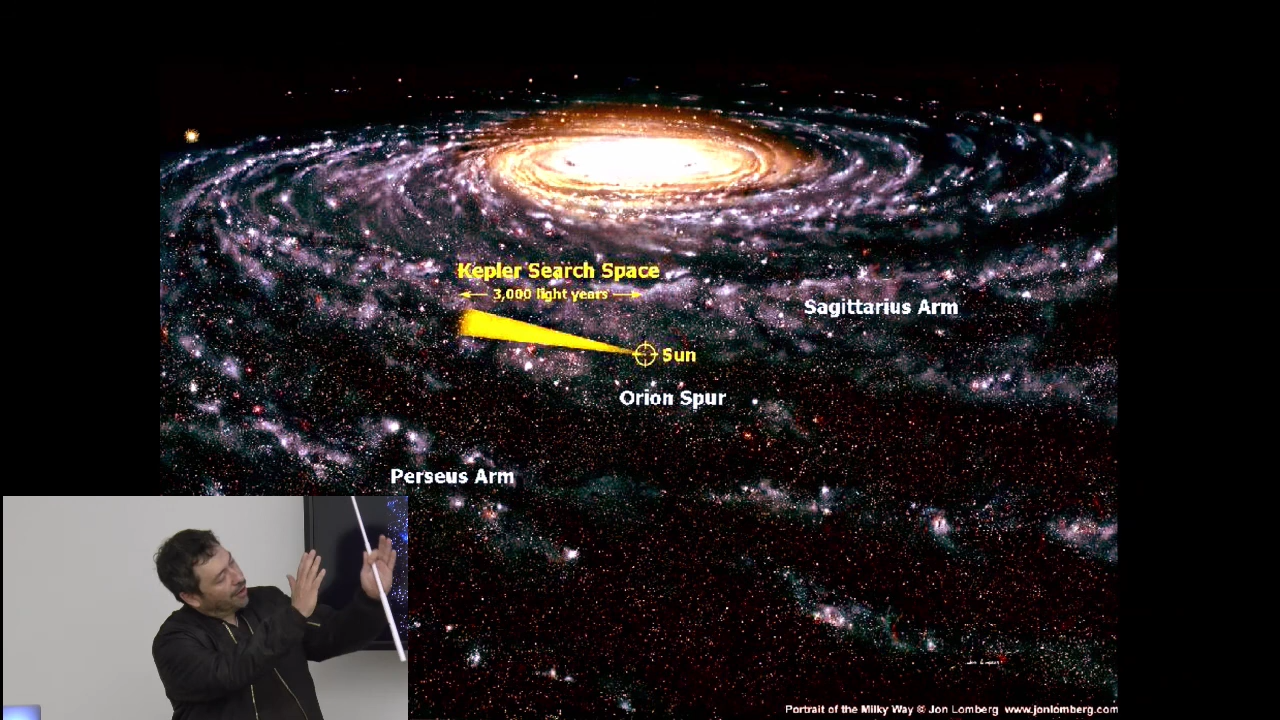 Kepler Search Space
3,000 light years
Sagittarius Arm
Sun
Orion Spur
Perseus Arm
Portrait of the Milky Way © Jon Lomberg www.jonlomberg.com